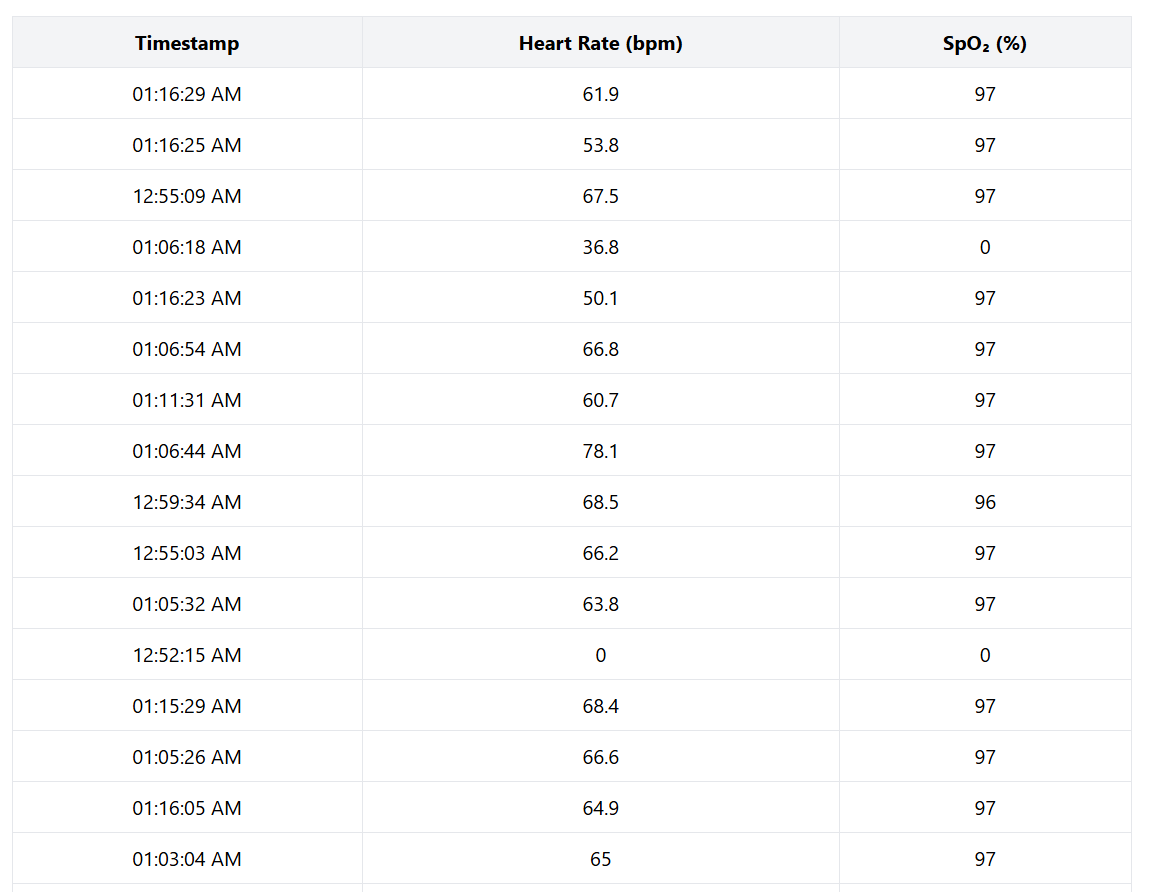 Timestamp Heart Rate (bpm) SpO₂ (%)
01:16:29 AM 61.9 97
01:16:25 AM 53.8 97
12:55:09 AM 67.5 97
01:06:18 AM 36.8 0
01:16:23 AM 50.1 97
01:06:54 AM 66.8 97
01:11:31 AM 60.7 97
01:06:44 AM 78.1 97
12:59:34 AM 68.5 96
12:55:03 AM 66.2 97
01:05:32 AM 63.8 97
12:52:15 AM 0 0
01:15:29 AM 68.4 97
01:05:26 AM 66.6 97
01:16:05 AM 64.9 97
01:03:04 AM 65 97